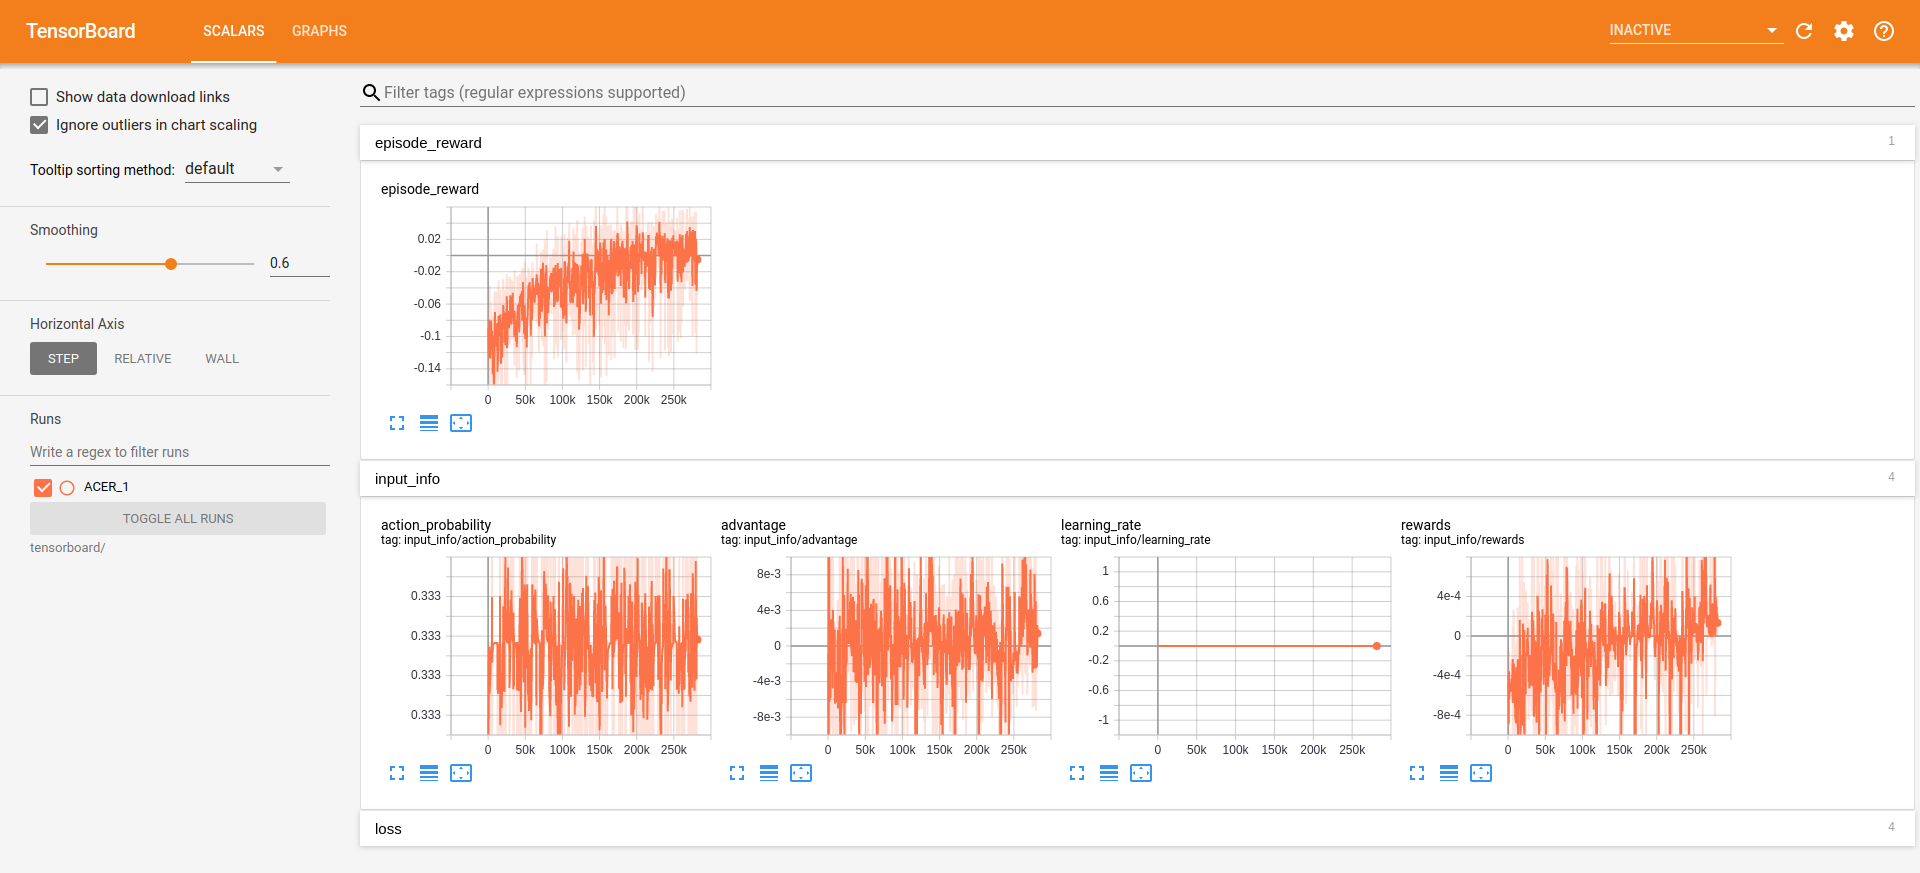 TensorBoard SCALARS GRAPHS INACTIVE
Show data download links
Ignore outliers in chart scaling
Tooltip sorting method: default
Smoothing
0.6
Horizontal Axis
STEP RELATIVE WALL
Runs
Write a regex to filter runs
ACER_1
TOGGLE ALL RUNS
tensorboard/
Filter tags (regular expressions supported)
episode_reward 1
episode_reward
0.02
-0.02
-0.06
-0.1
-0.14
0 50k 100k 150k 200k 250k
input_info 4
action_probability
tag: input_info/action_probability
0.333
0.333
0.333
0.333
0 50k 100k 150k 200k 250k
advantage
tag: input_info/advantage
8e-3
4e-3
0
-4e-3
-8e-3
0 50k 100k 150k 200k 250k
learning_rate
tag: input_info/learning_rate
1
0.6
0.2
-0.2
-0.6
-1
0 50k 100k 150k 200k 250k
rewards
tag: input_info/rewards
4e-4
0
-4e-4
-8e-4
0 50k 100k 150k 200k 250k
loss 4